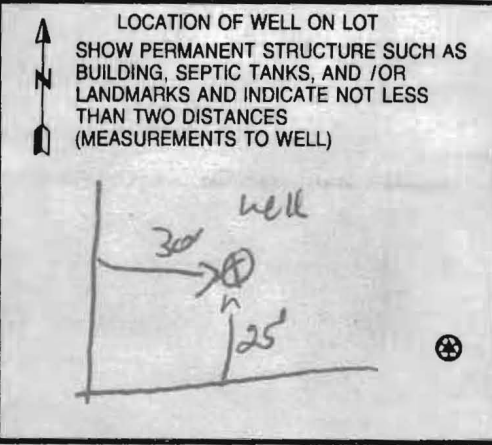 LOCATION OF WELL ON LOT
SHOW PERMANENT STRUCTURE SUCH AS
BUILDING, SEPTIC TANKS, AND /OR
LANDMARKS AND INDICATE NOT LESS
THAN TWO DISTANCES
(MEASUREMENTS TO WELL)
N
well
30'
25'